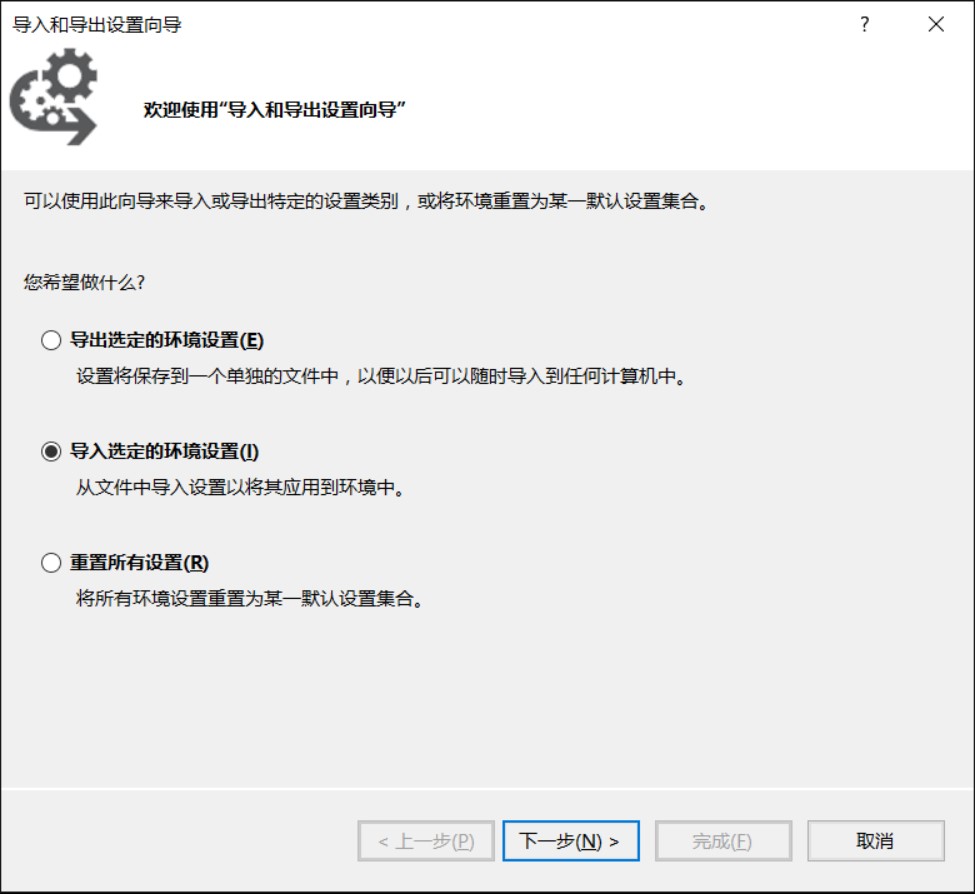 导入和导出设置向导
?
欢迎使用“导入和导出设置向导”
可以使用此向导来导入或导出特定的设置类别，或将环境重置为某一默认设置集合。
您希望做什么?
导出选定的环境设置(E)
设置将保存到一个单独的文件中，以便以后可以随时导入到任何计算机中。
导入选定的环境设置(I)
从文件中导入设置以将其应用到环境中。
重置所有设置(R)
将所有环境设置重置为某一默认设置集合。
< 上一步(P) 下一步(N) > 完成(F) 取消